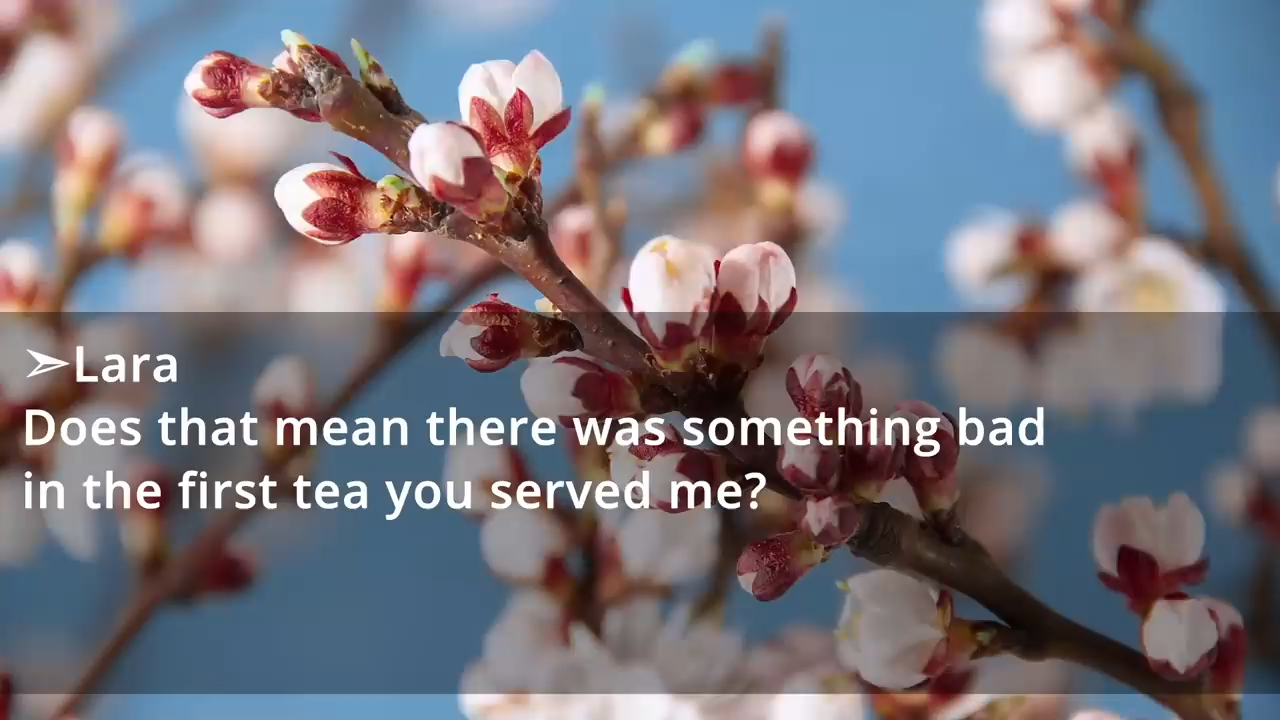 ➣Lara
Does that mean there was something bad
in the first tea you served me?